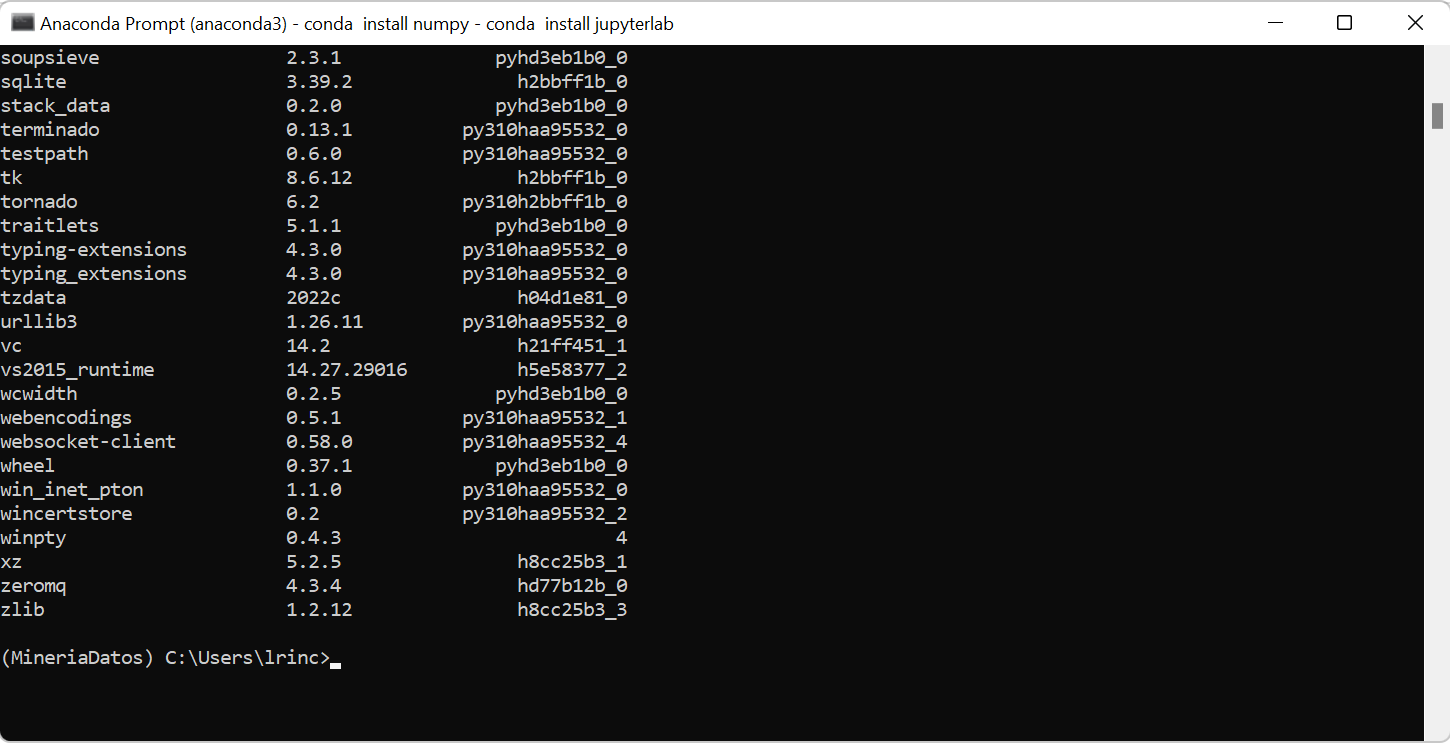 Anaconda Prompt (anaconda3) - conda  install numpy - conda  install jupyterlab
soupsieve                 2.3.1              pyhd3eb1b0_0
sqlite                    3.39.2               h2bbff1b_0
stack_data                0.2.0              pyhd3eb1b0_0
terminado                 0.13.1          py310haa95532_0
testpath                  0.6.0           py310haa95532_0
tk                        8.6.12               h2bbff1b_0
tornado                   6.2             py310h2bbff1b_0
traitlets                 5.1.1              pyhd3eb1b0_0
typing-extensions         4.3.0           py310haa95532_0
typing_extensions         4.3.0           py310haa95532_0
tzdata                    2022c                h04d1e81_0
urllib3                   1.26.11         py310haa95532_0
vc                        14.2                 h21ff451_1
vs2015_runtime            14.27.29016          h5e58377_2
wcwidth                   0.2.5              pyhd3eb1b0_0
webencodings              0.5.1           py310haa95532_1
websocket-client          0.58.0          py310haa95532_4
wheel                     0.37.1             pyhd3eb1b0_0
win_inet_pton             1.1.0           py310haa95532_0
wincertstore              0.2             py310haa95532_2
winpty                    0.4.3                         4
xz                        5.2.5                h8cc25b3_1
zeromq                    4.3.4                hd77b12b_0
zlib                      1.2.12               h8cc25b3_3
(MineriaDatos) C:\Users\lrinc>